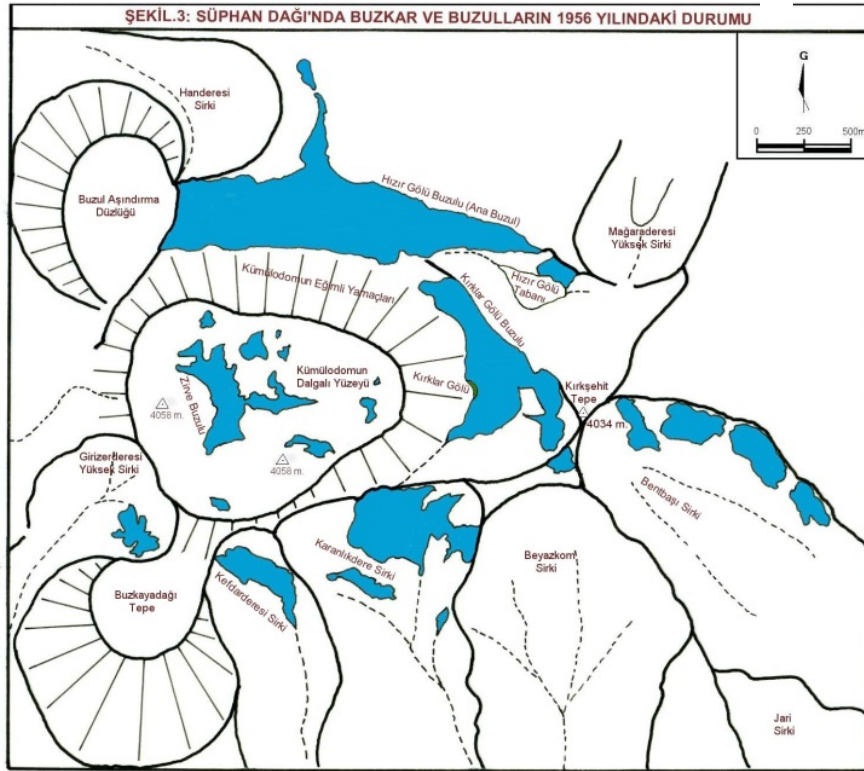 ŞEKİL.3: SÜPHAN DAĞI'NDA BUZKAR VE BUZULLARIN 1956 YILINDAKİ DURUMU
G
0 250 500m
Handeresi
Sirki
Buzul Aşındırma
Düzlüğü
Hızır Gölü Buzulu (Ana Buzul)
Mağaraderesi
Yüksek Sirki
Hızır Gölü
Tabanı
Kümülodomun Eğimli Yamaçları
Kırklar Gölü Buzulu
Kümülodomun
Dalgalı Yüzeyü
Zirve Buzulu
Kırklar Gölü
Kırkşehit
Tepe
4034 m.
4058 m.
4058 m.
Girizerderesi
Yüksek Sirki
Bentbaşı Sirki
Karanlıkdere Sirki
Beyazkom
Sirki
Kefdarderesi Sirki
Buzkayadağı
Tepe
Jari
Sirki